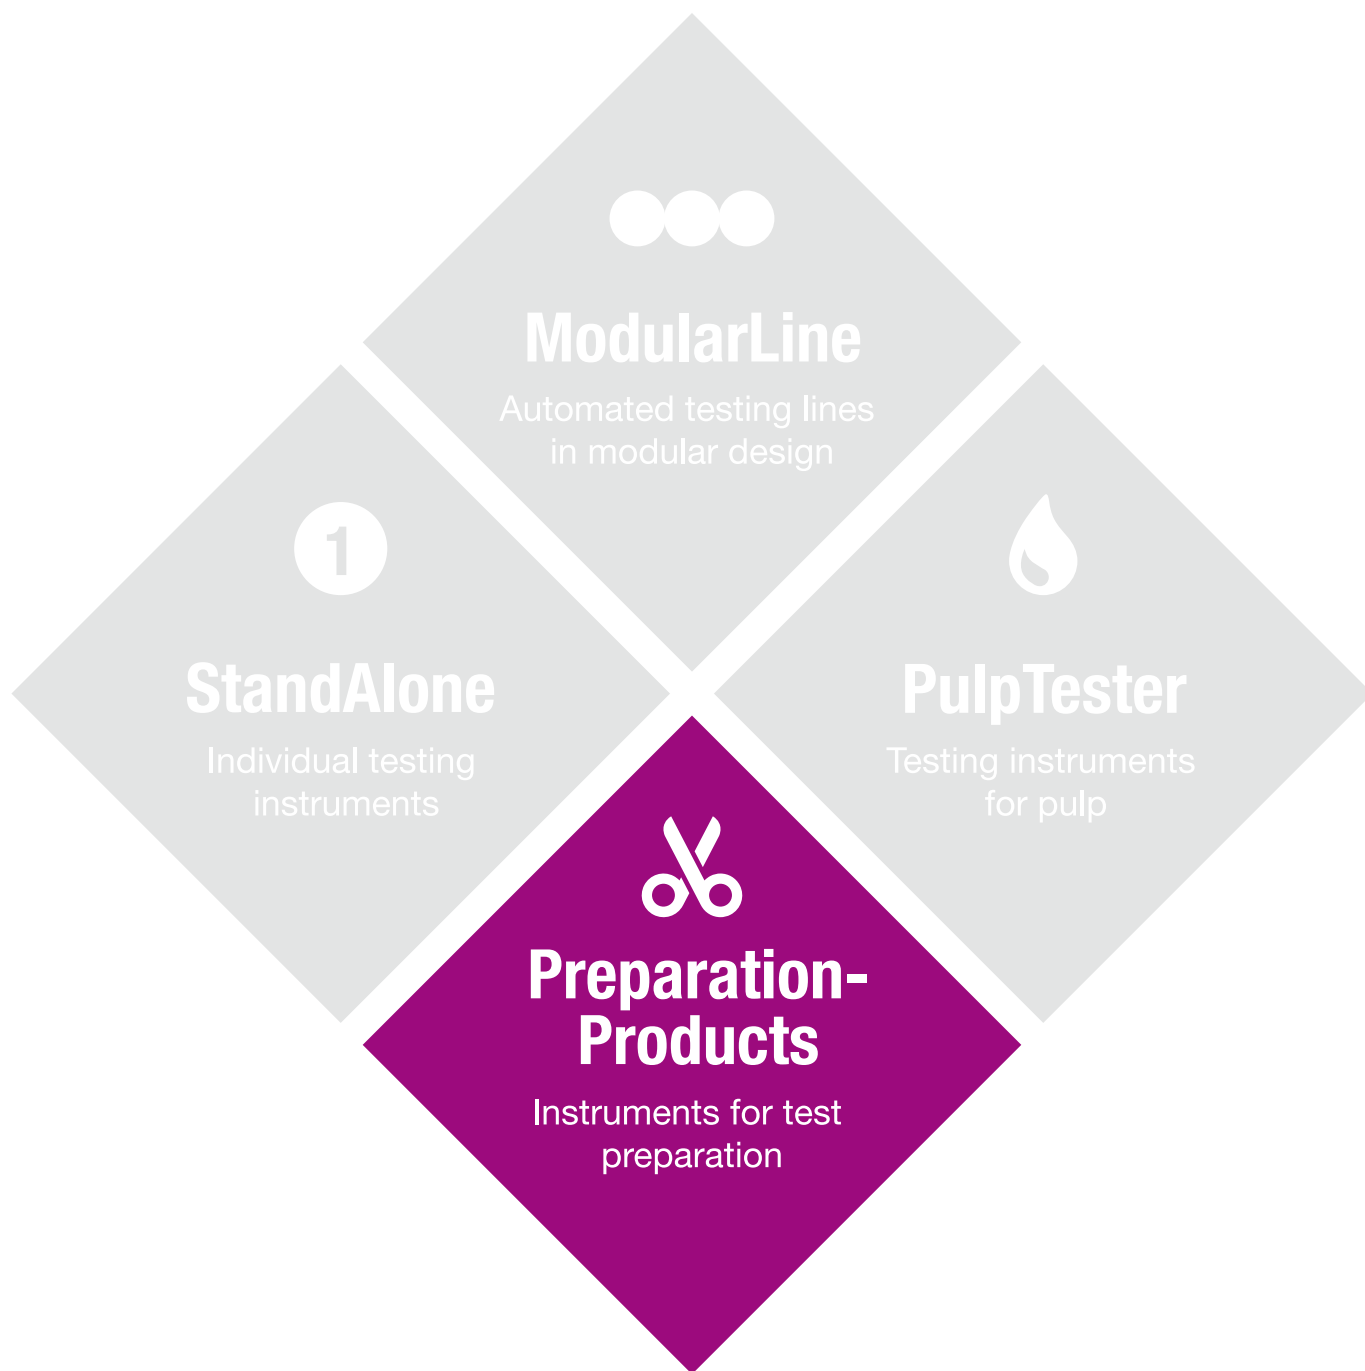 ModularLine
Automated testing lines
in modular design
1
StandAlone
Individual testing
instruments
PulpTester
Testing instruments
for pulp
Preparation-
Products
Instruments for test
preparation